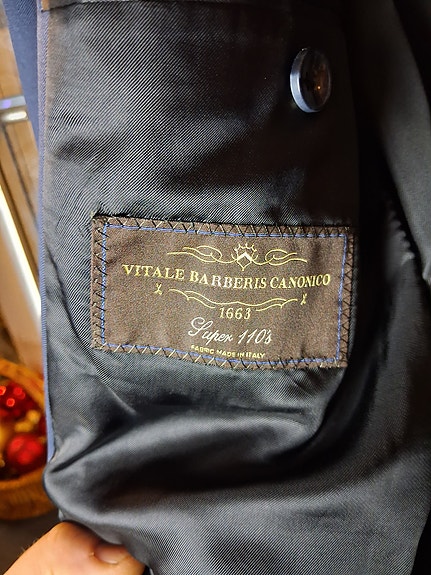 VITALE BARBERIS CANONICO
1663
Super 110's
FABRIC MADE IN ITALY